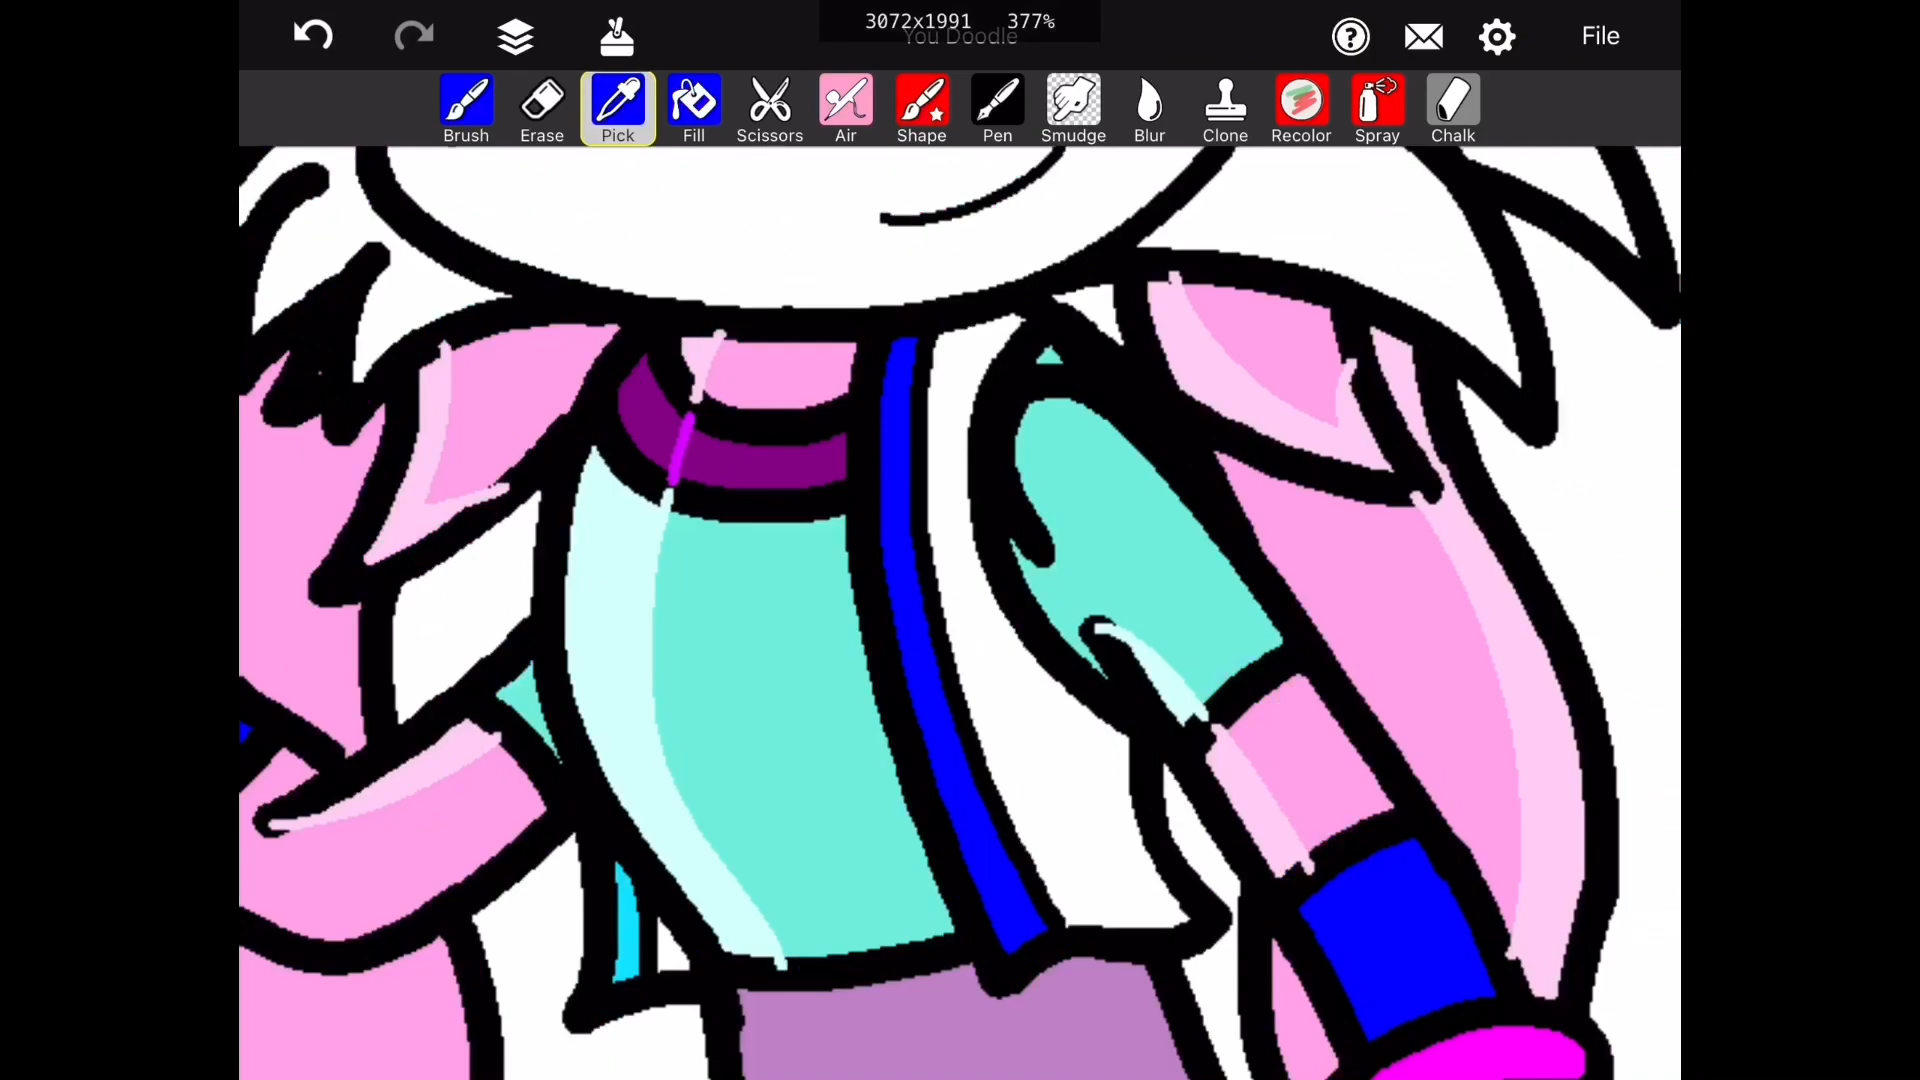 3072x1991 377%
You Doodle
File
Brush Erase Pick Fill Scissors Air Shape Pen Smudge Blur Clone Recolor Spray Chalk